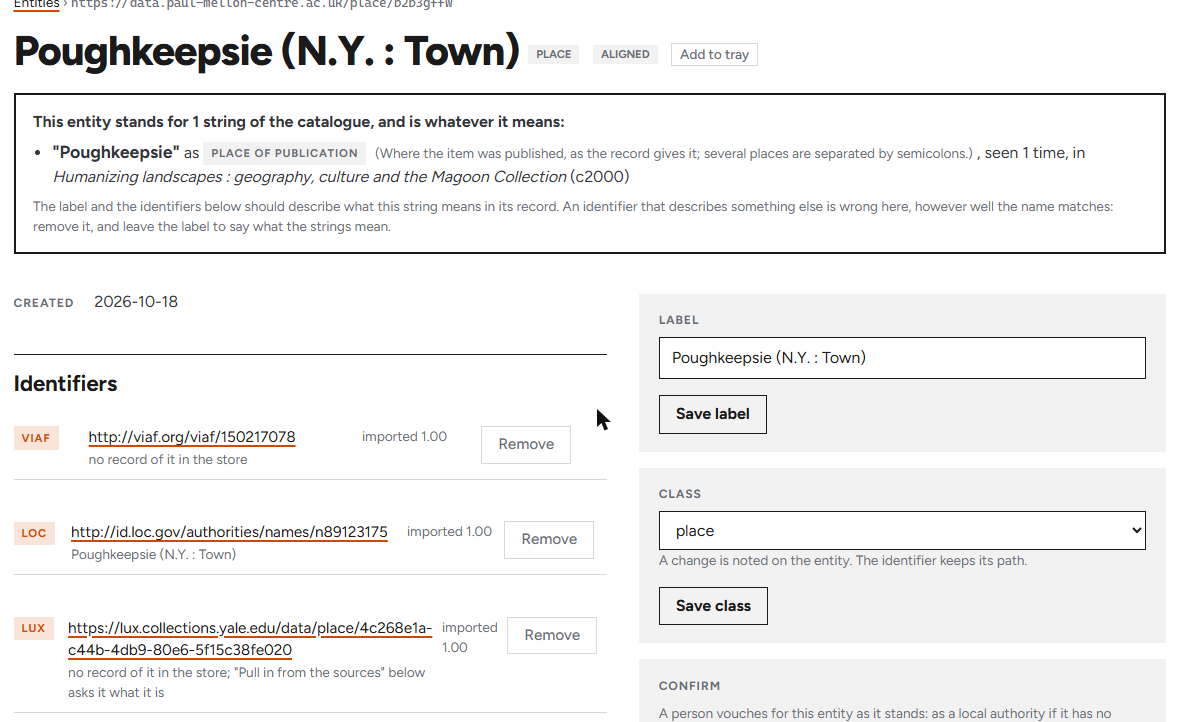 Entities › https://data.paul-mellon-centre.ac.uk/place/b2b3gffw
Poughkeepsie (N.Y. : Town) PLACE ALIGNED Add to tray
This entity stands for 1 string of the catalogue, and is whatever it means:
• "Poughkeepsie" as PLACE OF PUBLICATION (Where the item was published, as the record gives it; several places are separated by semicolons.) , seen 1 time, in
Humanizing landscapes : geography, culture and the Magoon Collection (c2000)
The label and the identifiers below should describe what this string means in its record. An identifier that describes something else is wrong here, however well the name matches:
remove it, and leave the label to say what the strings mean.
CREATED 2026-10-18
Identifiers
VIAF http://viaf.org/viaf/150217078 imported 1.00 Remove
no record of it in the store
LOC http://id.loc.gov/authorities/names/n89123175 imported 1.00 Remove
Poughkeepsie (N.Y. : Town)
LUX https://lux.collections.yale.edu/data/place/4c268e1a- imported Remove
c44b-4db9-80e6-5f15c38fe020 1.00
no record of it in the store; "Pull in from the sources" below
asks it what it is
LABEL
Poughkeepsie (N.Y. : Town)
Save label
CLASS
place
A change is noted on the entity. The identifier keeps its path.
Save class
CONFIRM
A person vouches for this entity as it stands: as a local authority if it has no